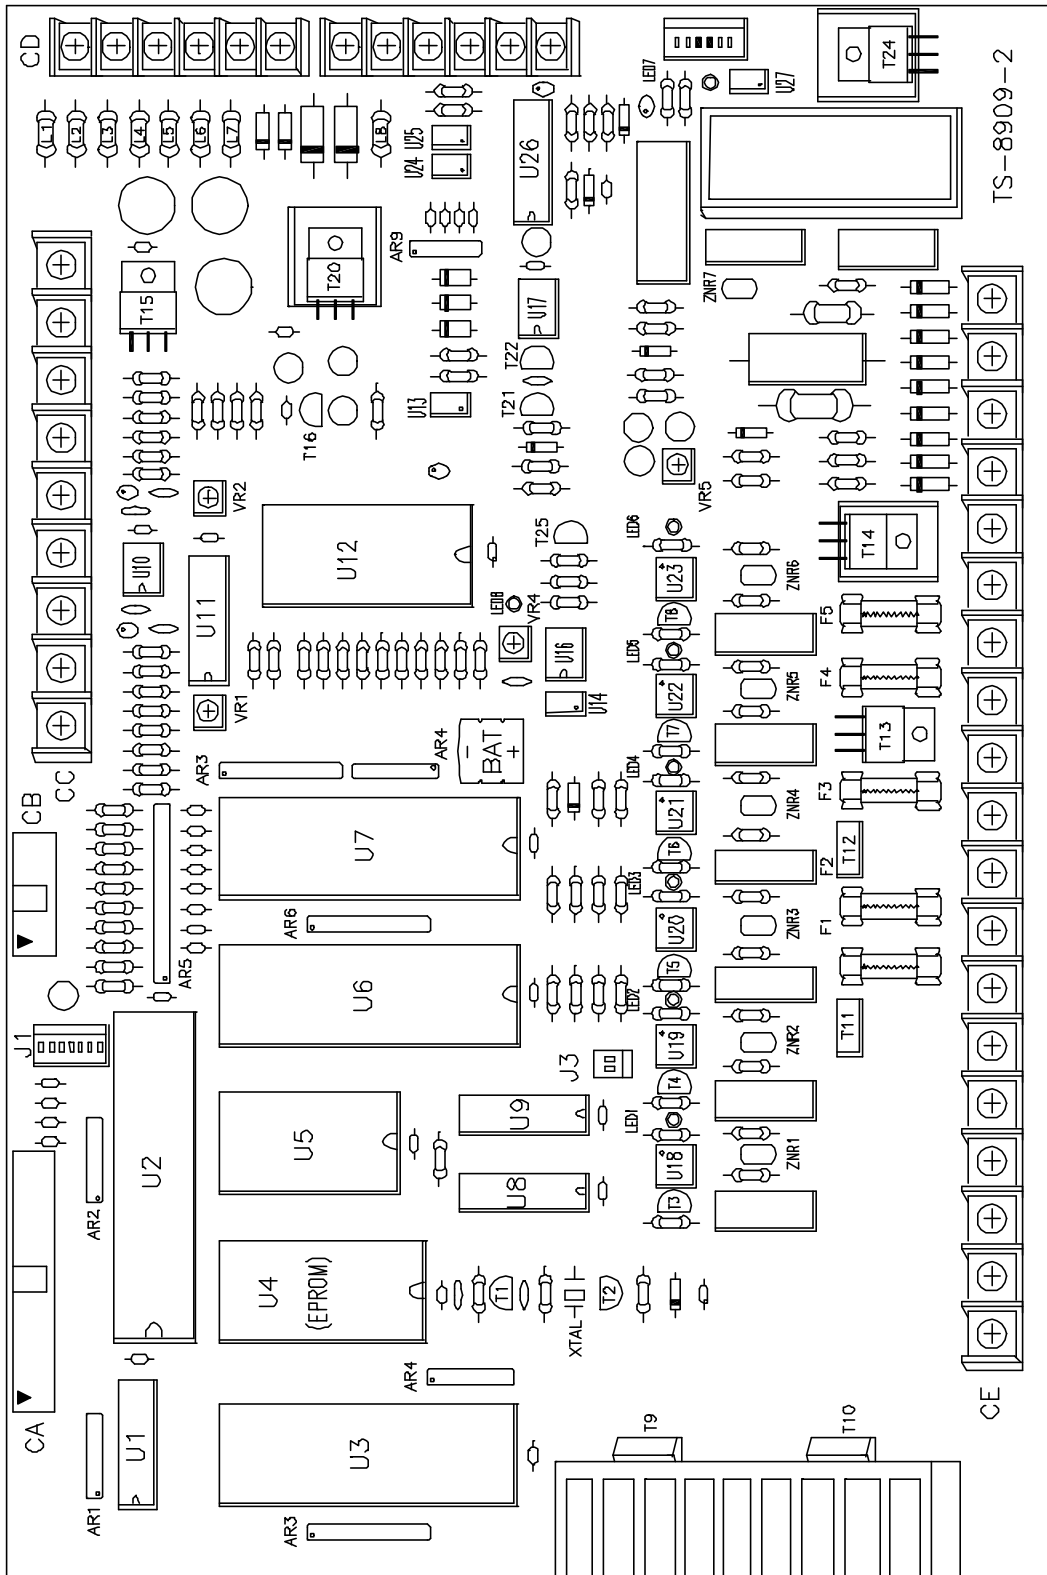 CD
LED7
T24
U27
TS-8909-2
L1
L2
L3
L4
L5
L6
L7
L8
U25
U24
U26
T15
T20
AR9
U17
ZNR7
T22
T21
U13
T16
VR5
VR2
U10
U11
U12
T25
LED6
U23
T14
ZNR6
LED8
VR4
U16
U14
T8
LED5
F5
F4
U22
ZNR5
VR1
CC
AR3
AR4
-
BAT
+
T7
LED4
T13
F3
CB
U7
U21
ZNR4
T6
LED3
F2
T12
AR6
U20
ZNR3
F1
AR5
U6
T5
LED2
J1
U19
ZNR2
T11
J3
T4
U2
U5
U9
LED1
U8
U18
ZNR1
AR2
T3
U4
(EPROM)
T1
XTAL
T2
AR4
CA
CE
AR1
U1
U3
T9
T10
AR3